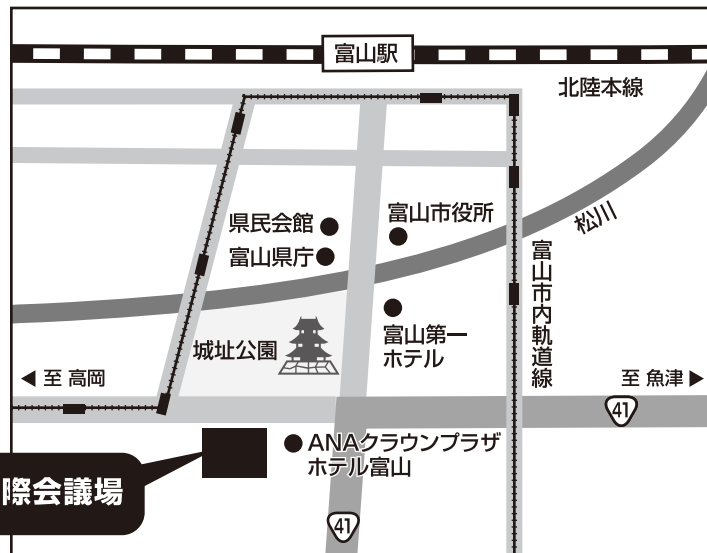 富山駅
北陸本線
県民会館
富山市役所
松川
富山県庁
富山市内軌道線
城址公園
富山第一
ホテル
至 高岡
至 魚津
41
ANAクラウンプラザ
ホテル富山
際会議場
41